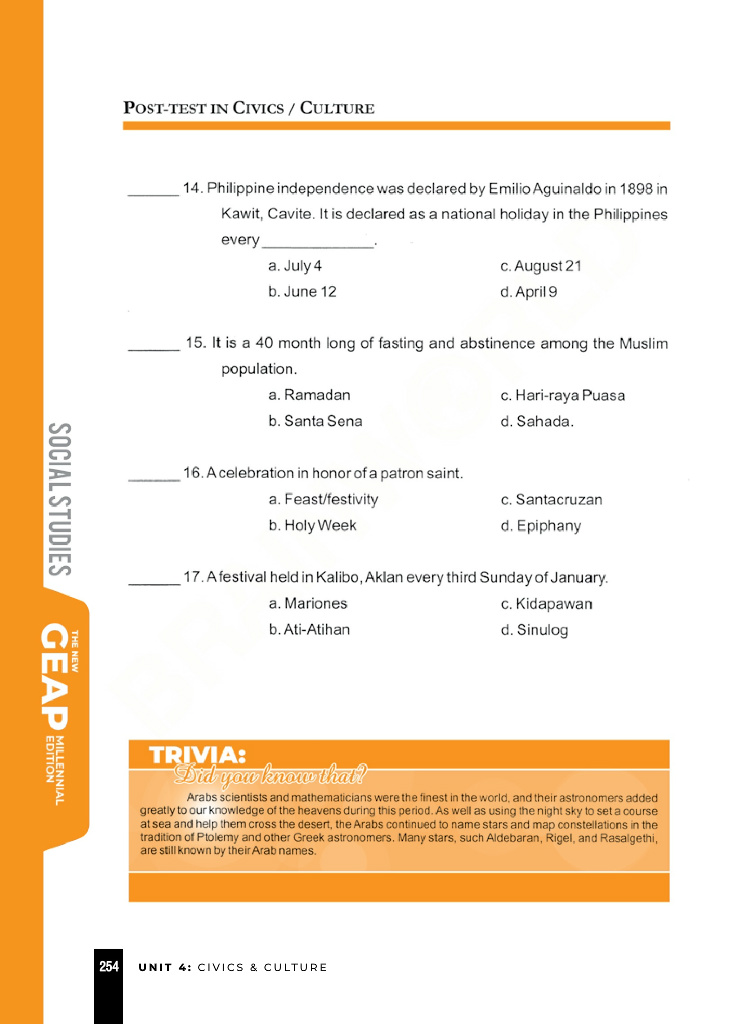 POST-TEST IN CIVICS / CULTURE
______ 14. Philippine independence was declared by Emilio Aguinaldo in 1898 in
Kawit, Cavite. It is declared as a national holiday in the Philippines
every _____________.
a. July 4 c. August 21
b. June 12 d. April 9
______ 15. It is a 40 month long of fasting and abstinence among the Muslim
population.
a. Ramadan c. Hari-raya Puasa
b. Santa Sena d. Sahada.
______ 16. A celebration in honor of a patron saint.
a. Feast/festivity c. Santacruzan
b. Holy Week d. Epiphany
______ 17. A festival held in Kalibo, Aklan every third Sunday of January.
a. Mariones c. Kidapawan
b. Ati-Atihan d. Sinulog
SOCIAL STUDIES
THE NEW
GEAP
MILLENNIAL
EDITION
TRIVIA:
Did you know that?
Arabs scientists and mathematicians were the finest in the world, and their astronomers added
greatly to our knowledge of the heavens during this period. As well as using the night sky to set a course
at sea and help them cross the desert, the Arabs continued to name stars and map constellations in the
tradition of Ptolemy and other Greek astronomers. Many stars, such Aldebaran, Rigel, and Rasalgethi,
are still known by their Arab names.
254 UNIT 4: CIVICS & CULTURE